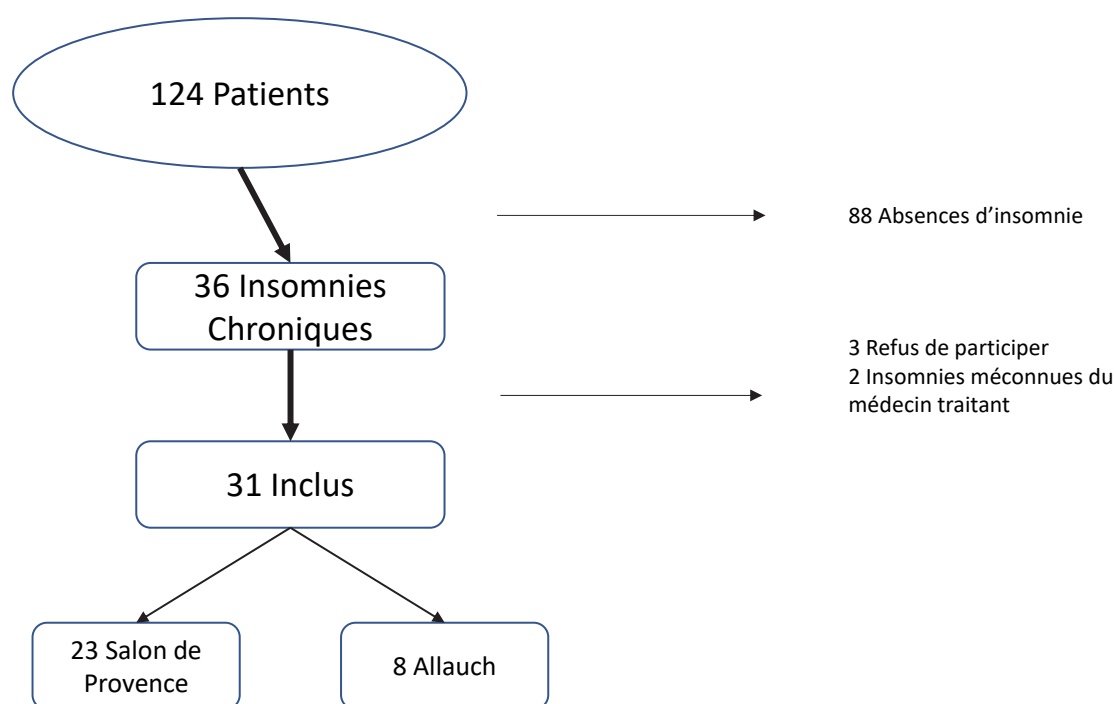 124 Patients
88 Absences d’insomnie
36 Insomnies
Chroniques
3 Refus de participer
2 Insomnies méconnues du
médecin traitant
31 Inclus
23 Salon de
Provence
8 Allauch